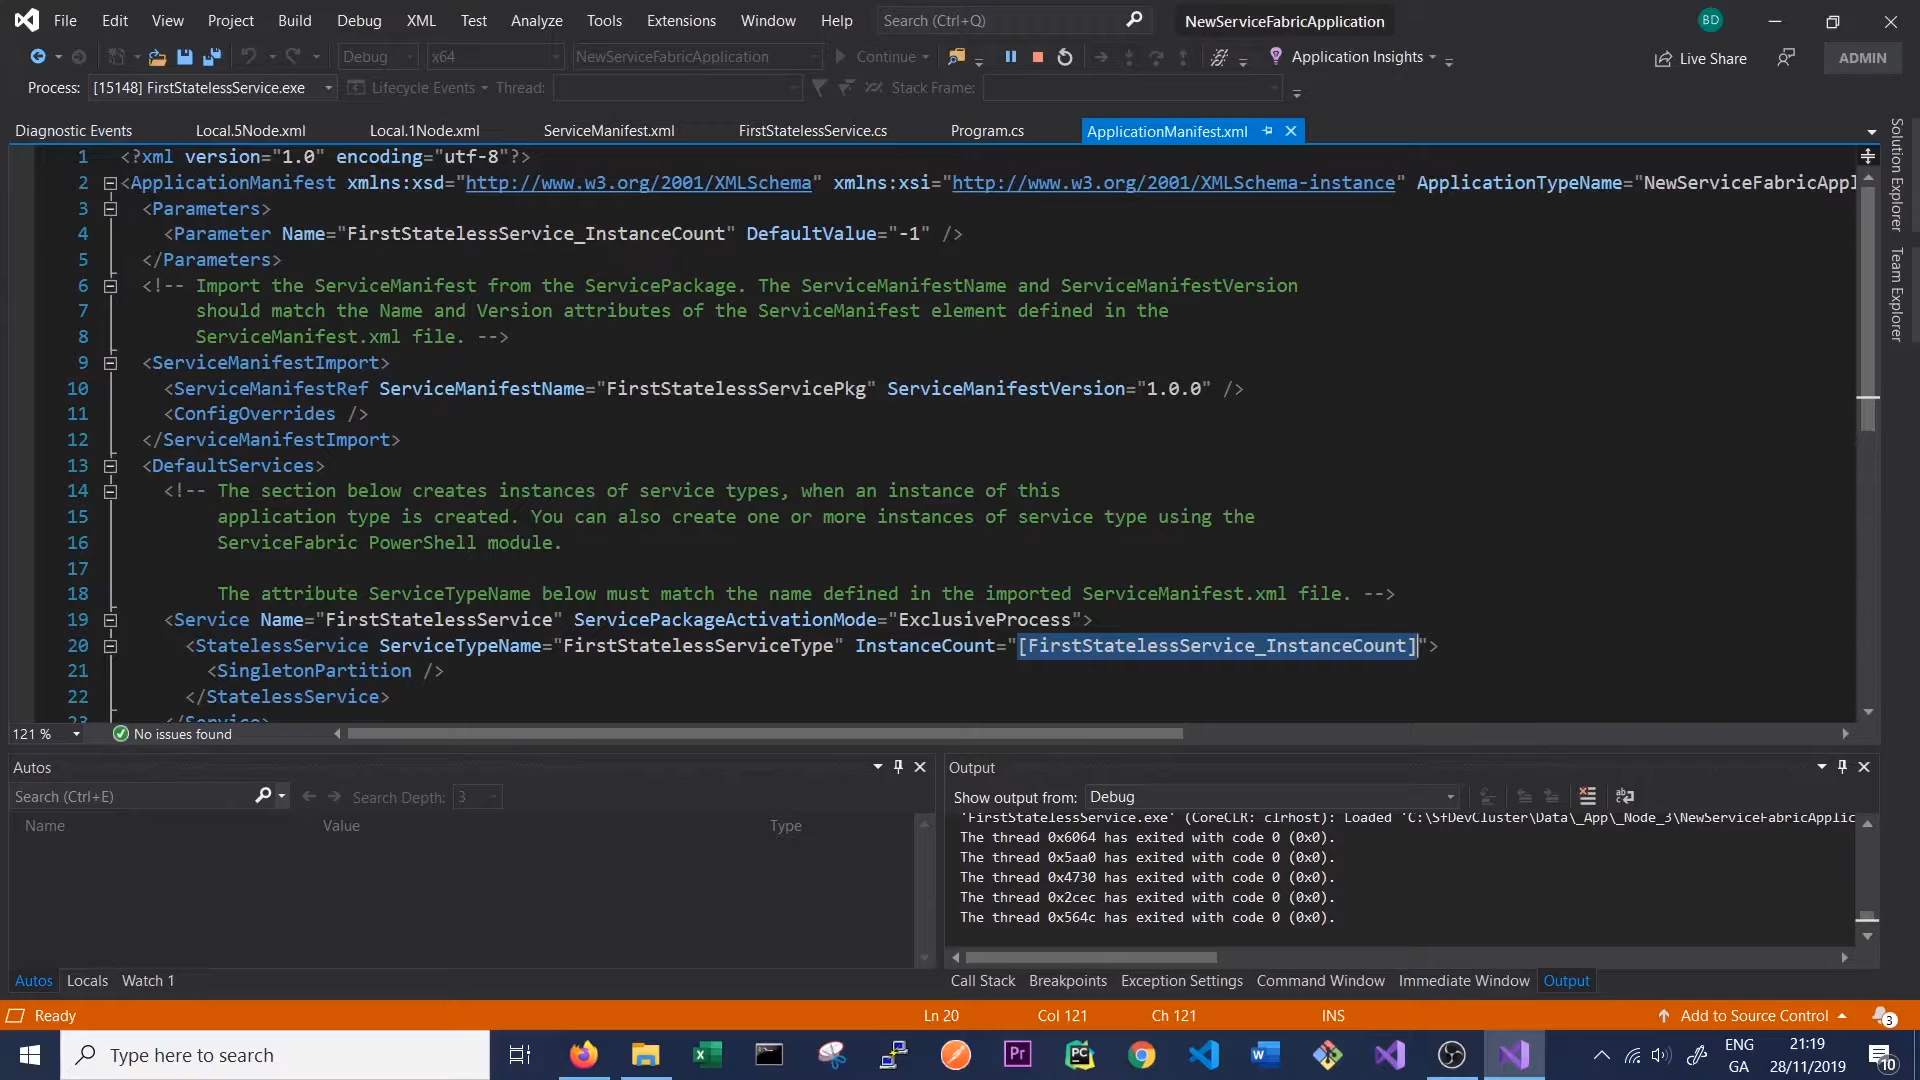 File Edit View Project Build Debug XML Test Analyze Tools Extensions Window Help Search (Ctrl+Q) NewServiceFabricApplication BD
Debug x64 NewServiceFabricApplication Continue Application Insights Live Share ADMIN
Process: [15148] FirstStatelessService.exe Lifecycle Events Thread: Stack Frame:
Diagnostic Events Local.5Node.xml Local.1Node.xml ServiceManifest.xml FirstStatelessService.cs Program.cs ApplicationManifest.xml
Solution Explorer
Team Explorer
1 <?xml version="1.0" encoding="utf-8"?>
2 <ApplicationManifest xmlns:xsd="http://www.w3.org/2001/XMLSchema" xmlns:xsi="http://www.w3.org/2001/XMLSchema-instance" ApplicationTypeName="NewServiceFabricAppl
3 <Parameters>
4 <Parameter Name="FirstStatelessService_InstanceCount" DefaultValue="-1" />
5 </Parameters>
6 <!-- Import the ServiceManifest from the ServicePackage. The ServiceManifestName and ServiceManifestVersion
7 should match the Name and Version attributes of the ServiceManifest element defined in the
8 ServiceManifest.xml file. -->
9 <ServiceManifestImport>
10 <ServiceManifestRef ServiceManifestName="FirstStatelessServicePkg" ServiceManifestVersion="1.0.0" />
11 <ConfigOverrides />
12 </ServiceManifestImport>
13 <DefaultServices>
14 <!-- The section below creates instances of service types, when an instance of this
15 application type is created. You can also create one or more instances of service type using the
16 ServiceFabric PowerShell module.
17
18 The attribute ServiceTypeName below must match the name defined in the imported ServiceManifest.xml file. -->
19 <Service Name="FirstStatelessService" ServicePackageActivationMode="ExclusiveProcess">
20 <StatelessService ServiceTypeName="FirstStatelessServiceType" InstanceCount="[FirstStatelessService_InstanceCount]">
21 <SingletonPartition />
22 </StatelessService>
23 </Service>
121 % No issues found
Autos
Search (Ctrl+E) Search Depth: 3
Name Value Type
Autos Locals Watch 1
Output
Show output from: Debug
'FirstStatelessService.exe' (CoreCLR: clrhost): Loaded 'C:\SfDevCluster\Data\_App\_Node_3\NewServiceFabricApplic
The thread 0x6064 has exited with code 0 (0x0).
The thread 0x5aa0 has exited with code 0 (0x0).
The thread 0x4730 has exited with code 0 (0x0).
The thread 0x2cec has exited with code 0 (0x0).
The thread 0x564c has exited with code 0 (0x0).
Call Stack Breakpoints Exception Settings Command Window Immediate Window Output
Ready Ln 20 Col 121 Ch 121 INS Add to Source Control 3
Type here to search Pr PC ENG GA 21:19 28/11/2019 10